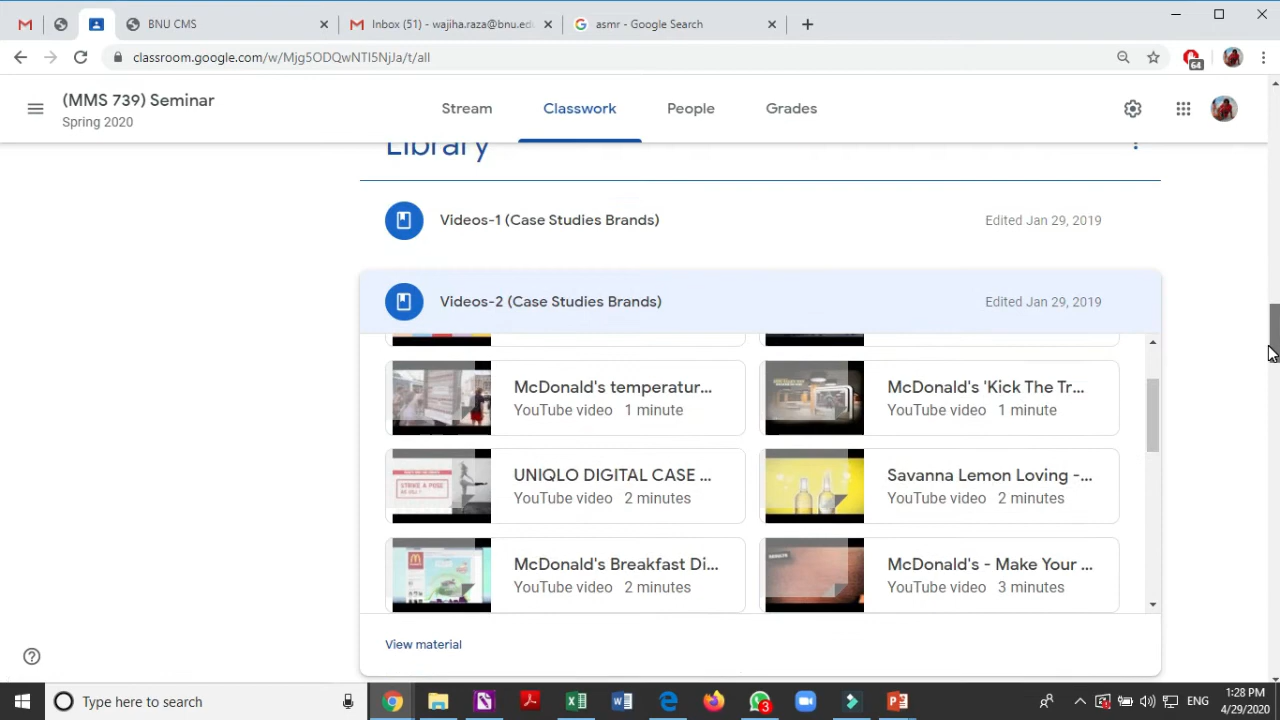 BNU CMS
Inbox (51) - wajiha.raza@bnu.edu
asmr - Google Search
classroom.google.com/w/Mjg5ODQwNTI5NjJa/t/all
64
(MMS 739) Seminar
Spring 2020
Stream
Classwork
People
Grades
Library
Videos-1 (Case Studies Brands)
Edited Jan 29, 2019
Videos-2 (Case Studies Brands)
Edited Jan 29, 2019
McDonald's temperatur...
YouTube video 1 minute
McDonald's 'Kick The Tr...
YouTube video 1 minute
UNIQLO DIGITAL CASE ...
YouTube video 2 minutes
Savanna Lemon Loving -...
YouTube video 2 minutes
McDonald's Breakfast Di...
YouTube video 2 minutes
McDonald's - Make Your ...
YouTube video 3 minutes
View material
Type here to search
3
ENG
1:28 PM
4/29/2020